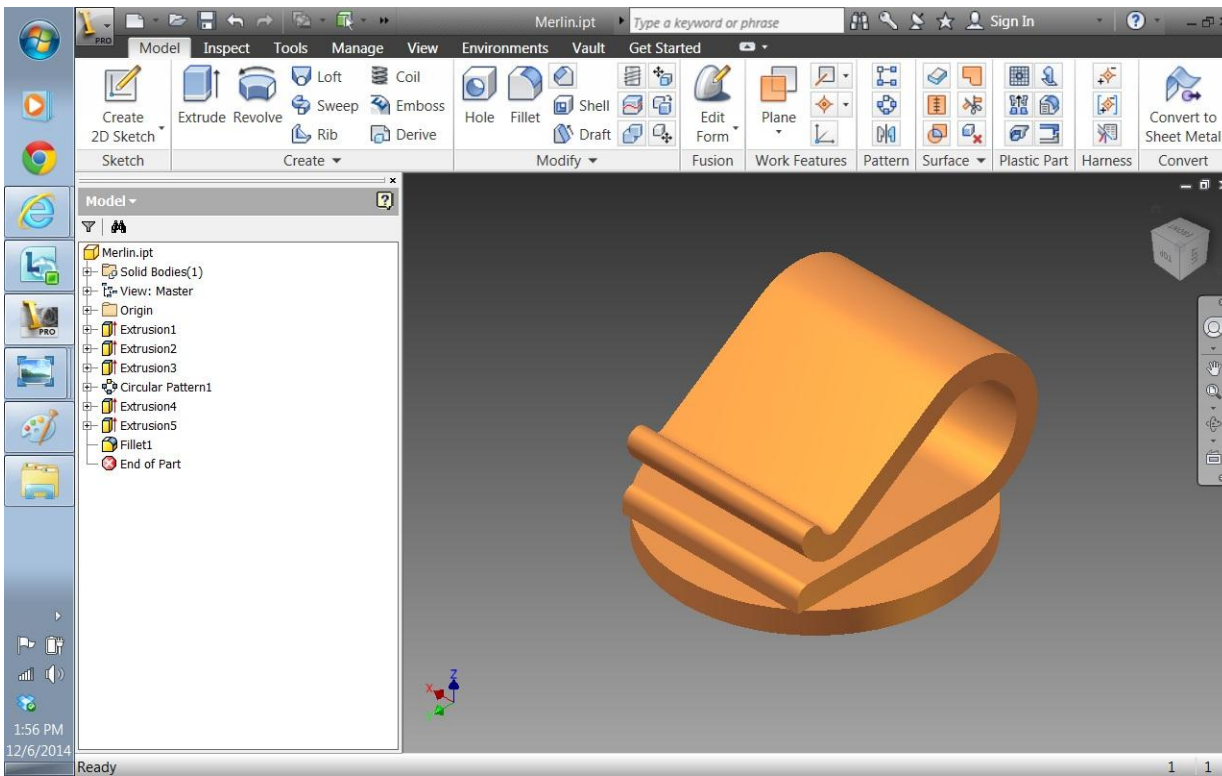 PRO
Merlin.ipt
Type a keyword or phrase
Sign In
?
Model Inspect Tools Manage View Environments Vault Get Started
Create 2D Sketch
Extrude
Revolve
Loft
Sweep
Rib
Coil
Emboss
Derive
Hole
Fillet
Shell
Draft
Edit Form
Plane
Convert to Sheet Metal
Sketch Create Modify Fusion Work Features Pattern Surface Plastic Part Harness Convert
Model
Merlin.ipt
Solid Bodies(1)
View: Master
Origin
Extrusion1
Extrusion2
Extrusion3
Circular Pattern1
Extrusion4
Extrusion5
Fillet1
End of Part
TOP
Z
X
PRO
1:56 PM
12/6/2014
Ready
1 1